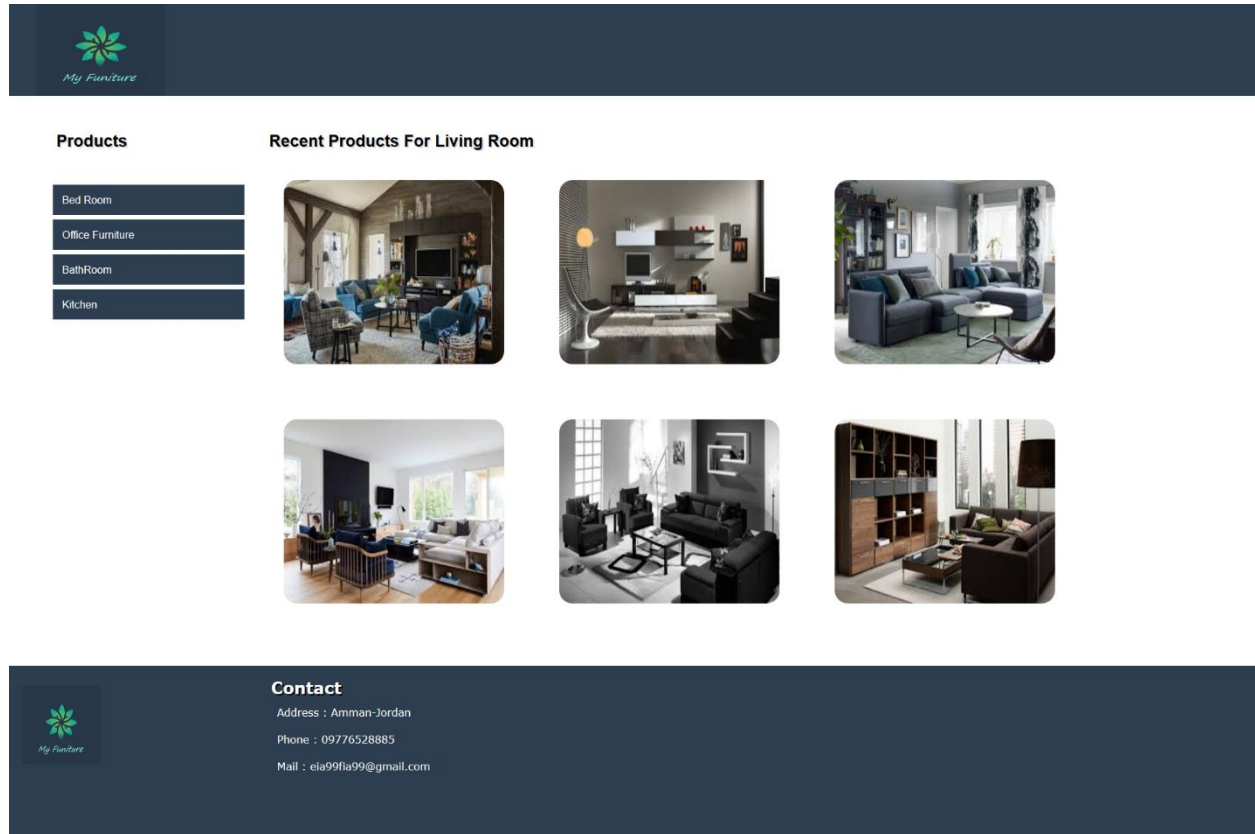 My Funiture
Products
Recent Products For Living Room
Bed Room
Office Furniture
BathRoom
Kitchen
My Funiture
Contact
Address : Amman-Jordan
Phone : 09776528885
Mail : eia99fia99@gmail.com